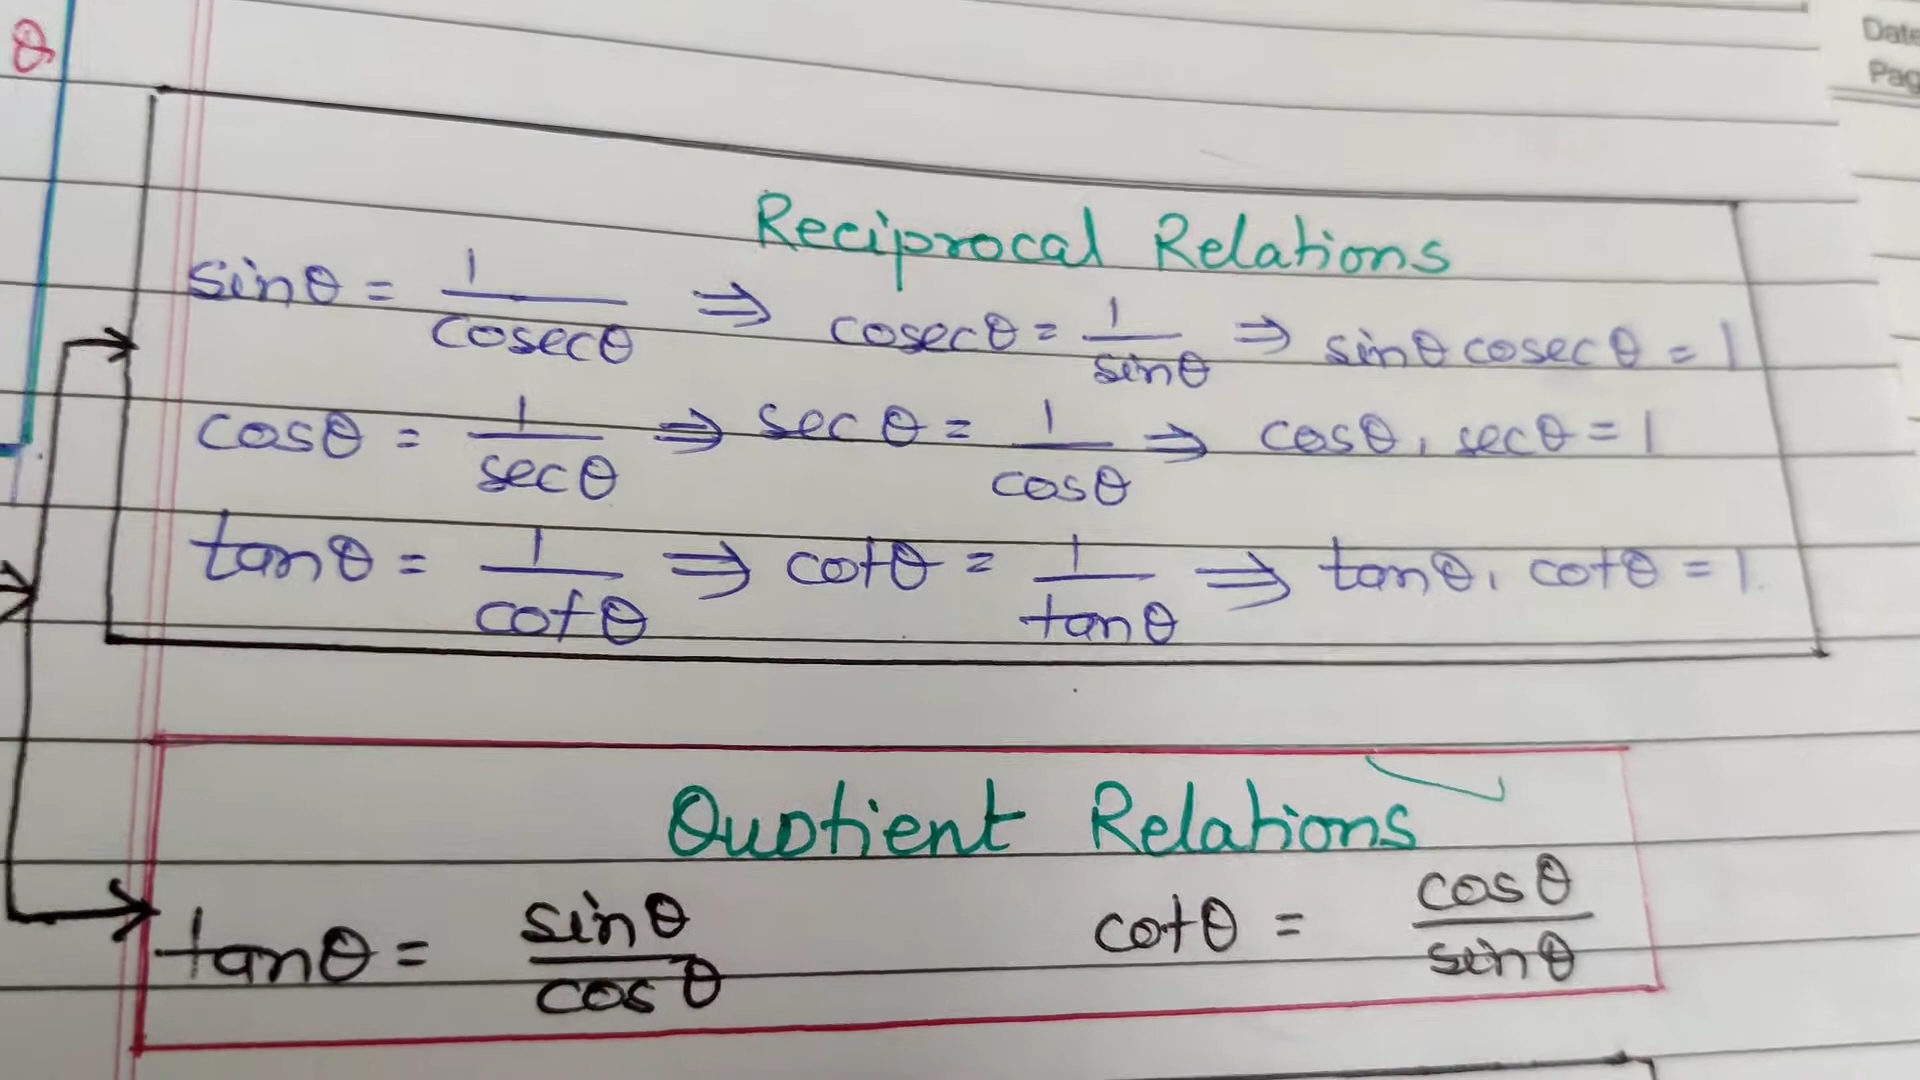 θ
Date
Pag
Reciprocal Relations
sinθ = 1/cosecθ ⇒ cosecθ = 1/sinθ ⇒ sinθ cosecθ = 1
cosθ = 1/secθ ⇒ secθ = 1/cosθ ⇒ cosθ . secθ = 1
tanθ = 1/cotθ ⇒ cotθ = 1/tanθ ⇒ tanθ . cotθ = 1
Quotient Relations
tanθ = sinθ/cosθ cotθ = cosθ/sinθ